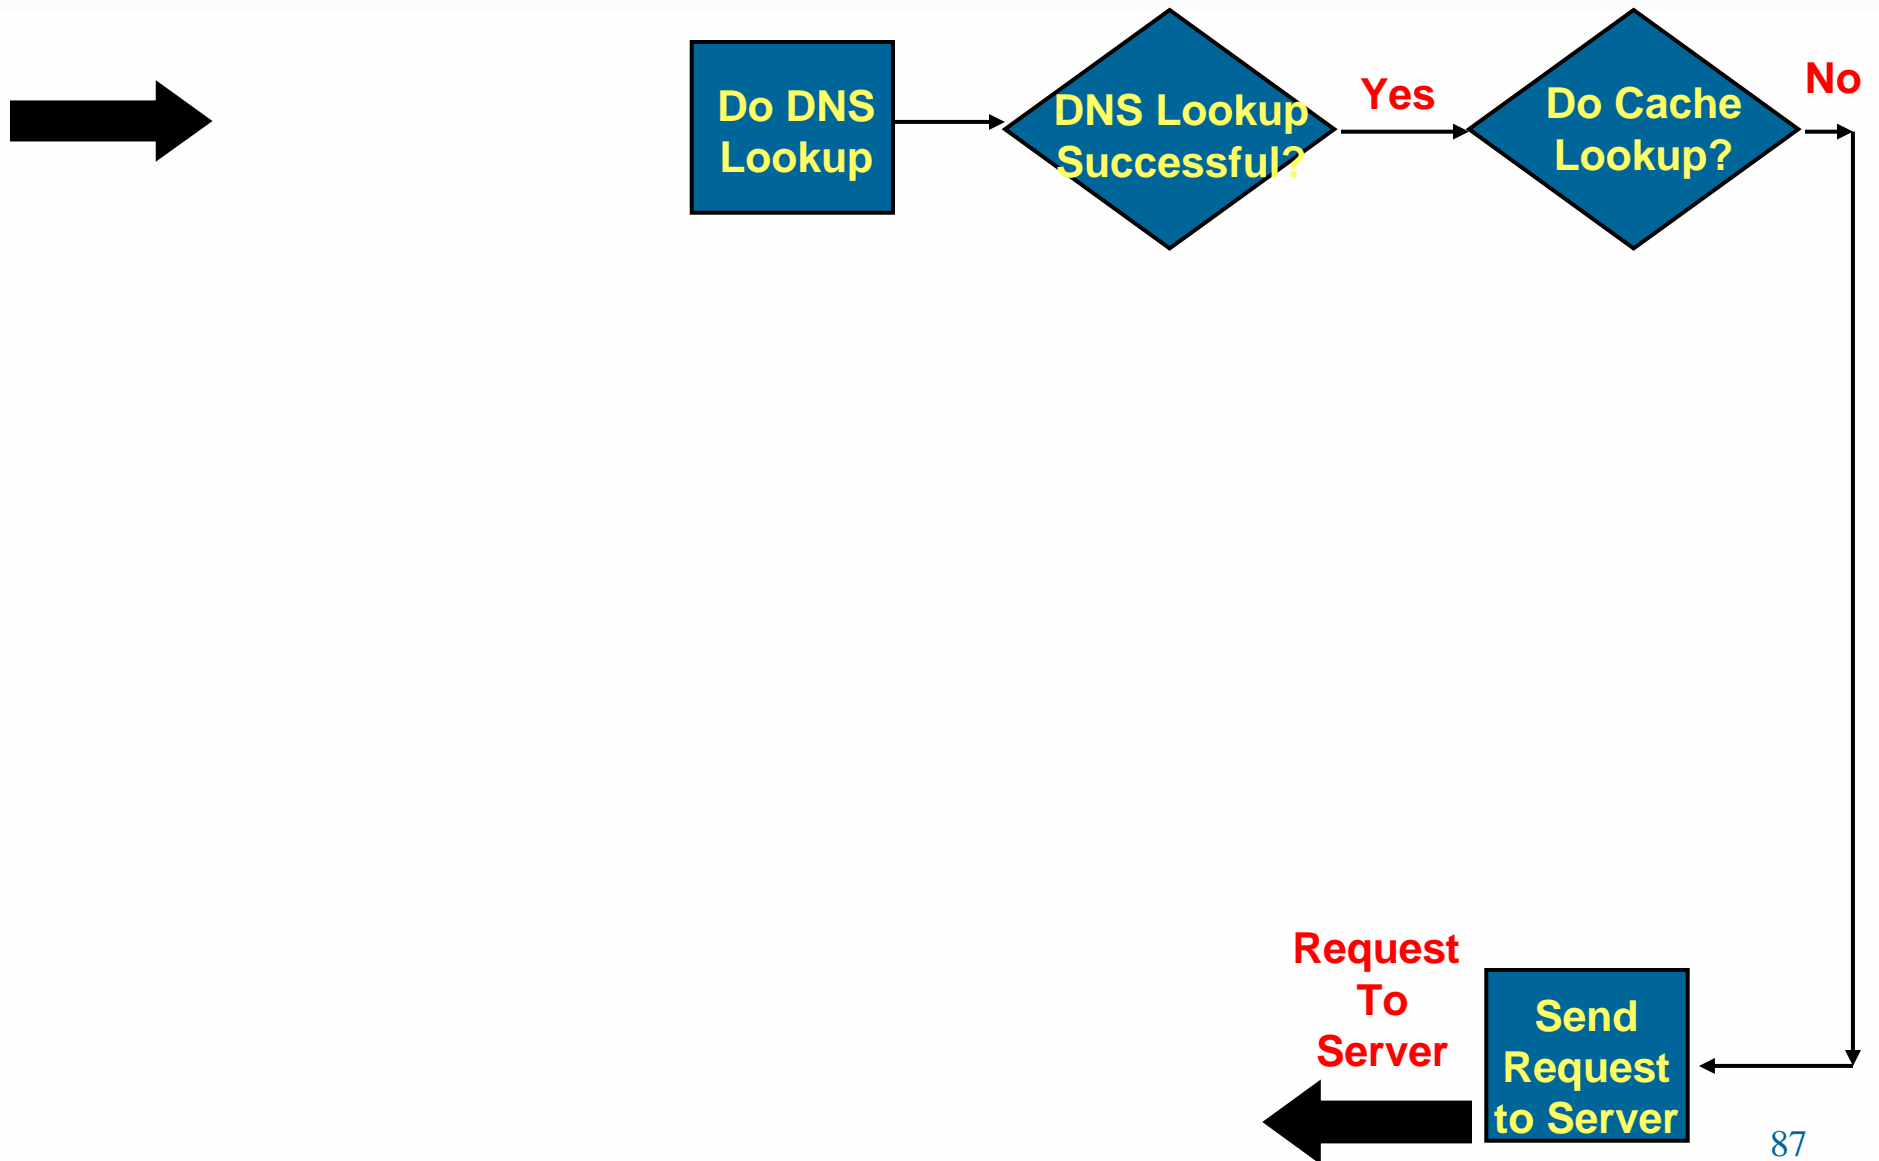 Do DNS
Lookup
DNS Lookup
Successful?
Yes
Do Cache
Lookup?
No
Request
To
Server
Send
Request
to Server
87